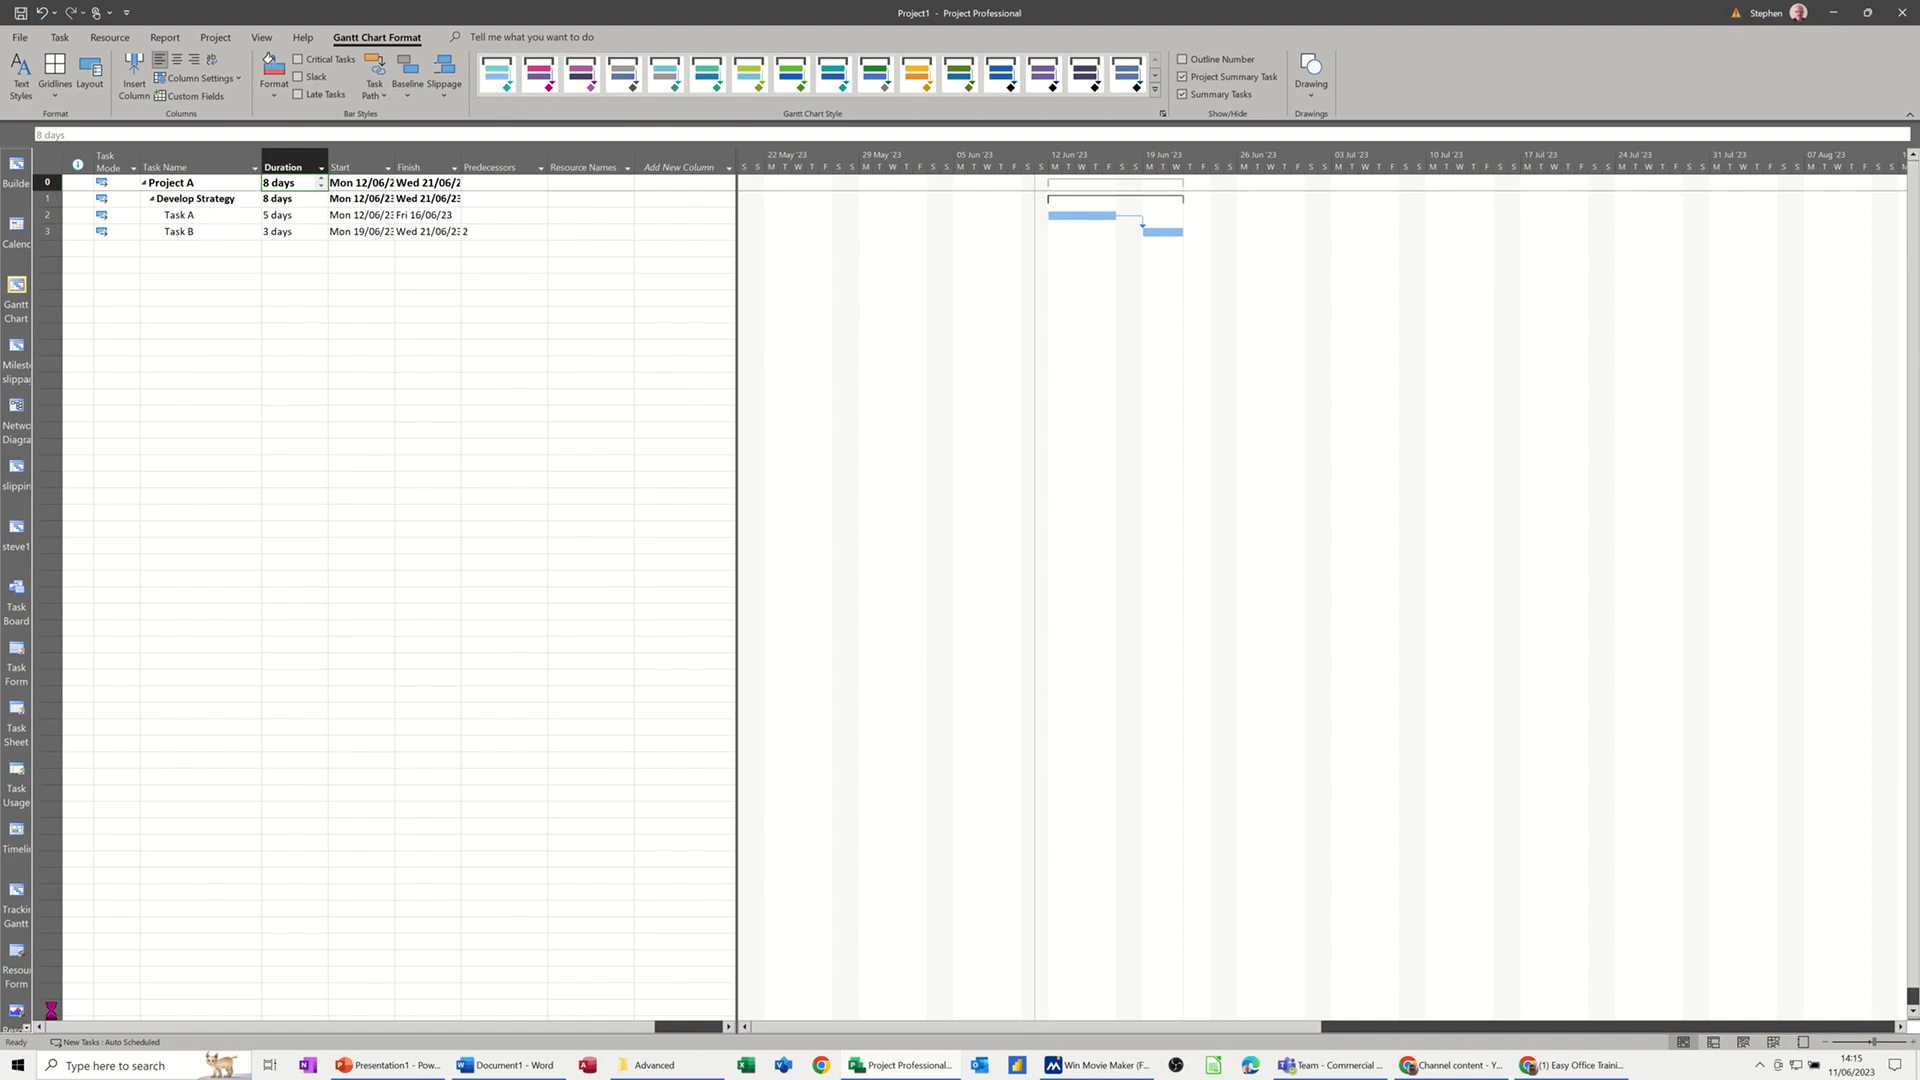 Project1 - Project Professional
Stephen
File Task Report Resource Project View Help Gantt Chart Format Tell me what you want to do
Text Styles
Gridlines
Layout
Format
Insert Column
Column Settings
Custom Fields
Columns
Format
Critical Tasks
Slack
Late Tasks
Task Path
Baseline
Slippage
Bar Styles
Gantt Chart Style
Outline Number
Project Summary Task
Summary Tasks
Show/Hide
Drawing
Drawings
8 days
Task Mode Task Name Duration Start Finish Predecessors Resource Names Add New Column
0 Project A 8 days Mon 12/06/2 Wed 21/06/2
1 Develop Strategy 8 days Mon 12/06/23 Wed 21/06/23
2 Task A 5 days Mon 12/06/23 Fri 16/06/23
3 Task B 3 days Mon 19/06/23 Wed 21/06/23 2
22 May '23 29 May '23 05 Jun '23 12 Jun '23 19 Jun '23 26 Jun '23 03 Jul '23 10 Jul '23 17 Jul '23 24 Jul '23 31 Jul '23 07 Aug '23
S S M T W T F S S M T W T F S S M T W T F S S M T W T F S S M T W T F S S M T W T F S S M T W T F S S M T W T F S S M T W T F S S M T W T F S S M T W T F S S M T W T F S S
Builde
Calenc
Gantt
Chart
Milest
slippag
Netwo
Diagra
slippin
steve1
Task
Board
Task
Form
Task
Sheet
Task
Usage
Timeli
Trackin
Gantt
Resou
Form
Ready New Tasks : Auto Scheduled
Type here to search
Presentation1 - Pow...
Document1 - Word
Advanced
Project Professional...
Win Movie Maker (F...
Team - Commercial ...
Channel content - Y...
(1) Easy Office Traini...
14:15
11/06/2023